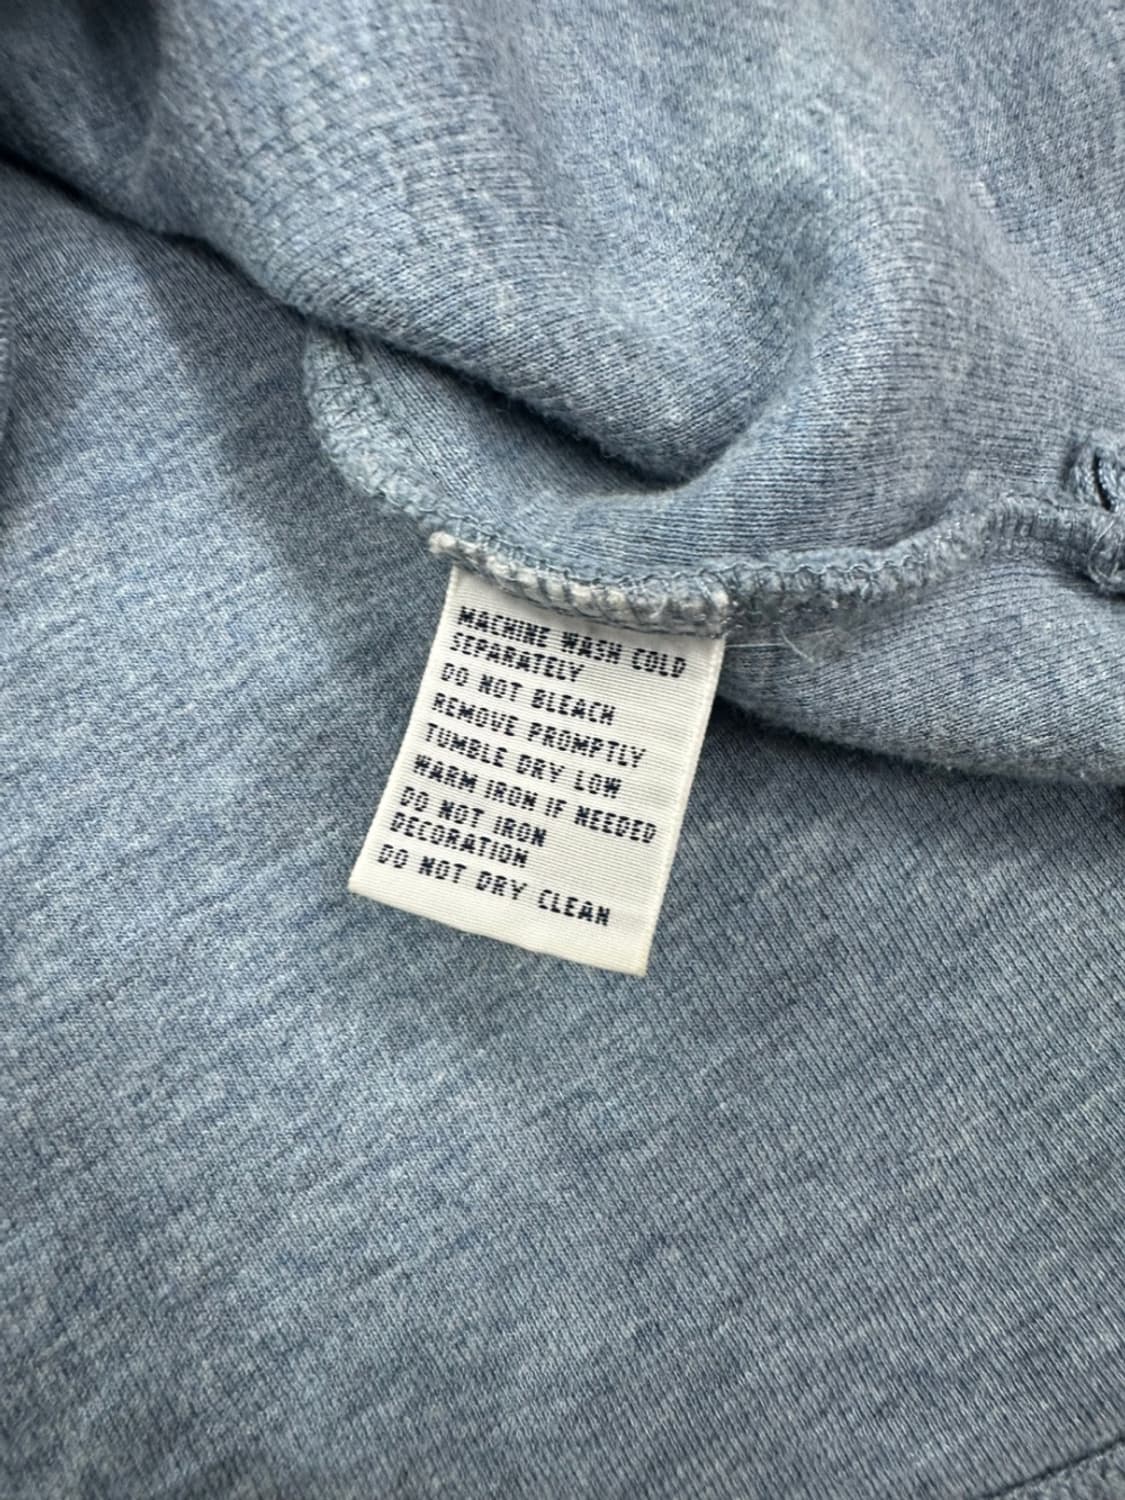 MACHINE WASH COLD
SEPARATELY
DO NOT BLEACH
REMOVE PROMPTLY
TUMBLE DRY LOW
WARM IRON IF NEEDED
DO NOT IRON
DECORATION
DO NOT DRY CLEAN